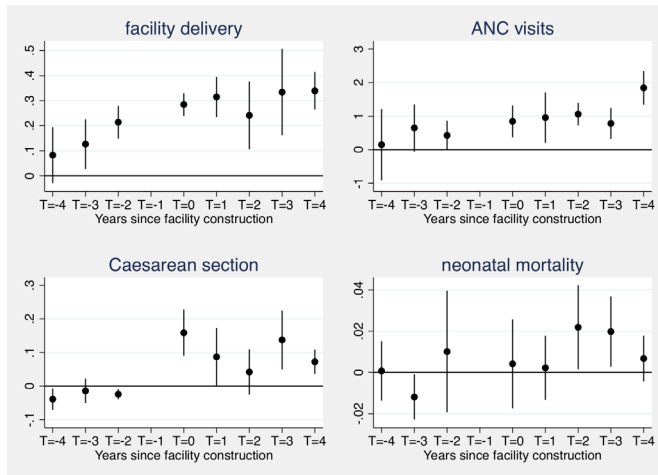 facility delivery
.5
.4
.3
.2
.1
0
T=-4 T=-3 T=-2 T=-1 T=0 T=1 T=2 T=3 T=4
Years since facility construction
ANC visits
3
2
1
0
-1
T=-4 T=-3 T=-2 T=-1 T=0 T=1 T=2 T=3 T=4
Years since facility construction
Caesarean section
.3
.2
.1
0
-.1
T=-4 T=-3 T=-2 T=-1 T=0 T=1 T=2 T=3 T=4
Years since facility construction
neonatal mortality
.04
.02
0
-.02
T=-4 T=-3 T=-2 T=-1 T=0 T=1 T=2 T=3 T=4
Years since facility construction